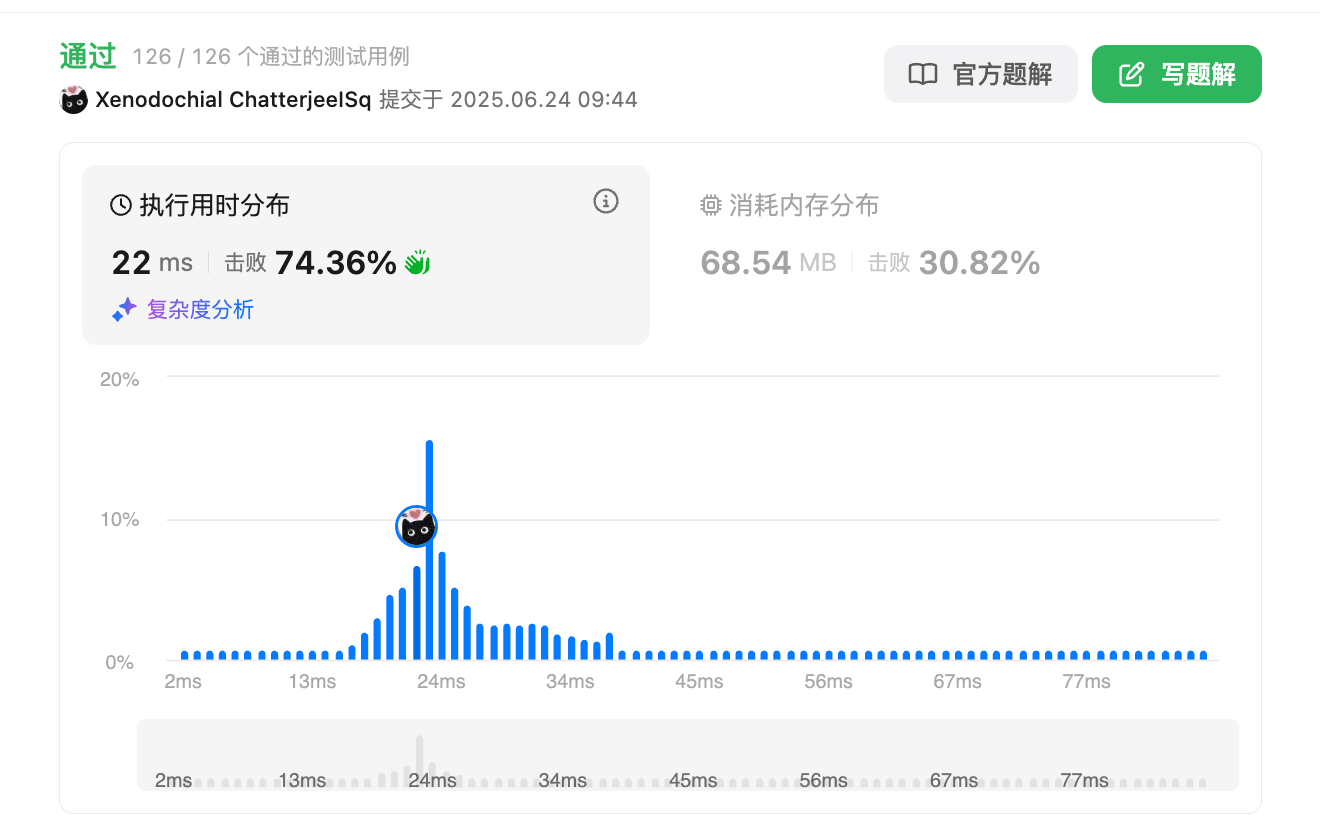 通过 126 / 126 个通过的测试用例
Xenodochial ChatterjeeISq 提交于 2025.06.24 09:44
官方题解
写题解
执行用时分布
22 ms 击败 74.36%
复杂度分析
消耗内存分布
68.54 MB 击败 30.82%
20%
10%
0%
2ms 13ms 24ms 34ms 45ms 56ms 67ms 77ms
2ms 13ms 24ms 34ms 45ms 56ms 67ms 77ms